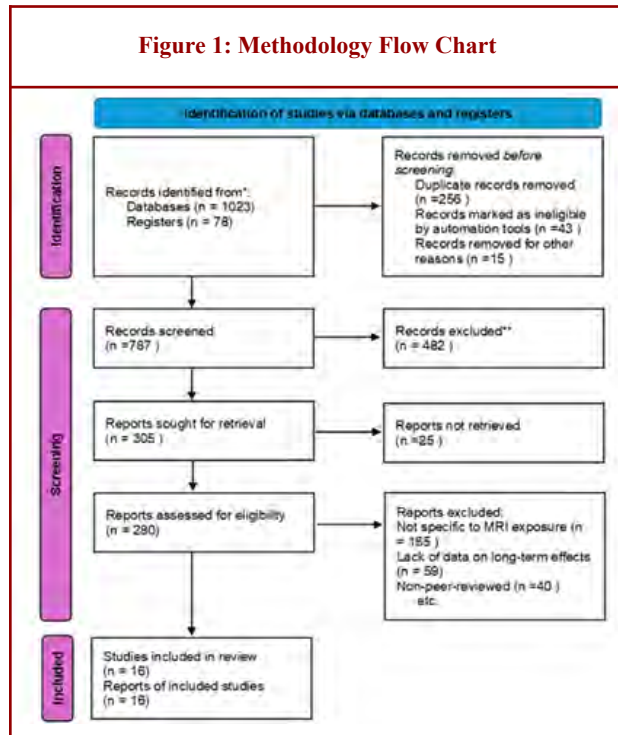 Figure 1: Methodology Flow Chart
Identification of studies via databases and registers
Identification
Records identified from*:
Databases (n = 1023)
Registers (n = 78)
Records removed before
screening:
Duplicate records removed
(n =256 )
Records marked as ineligible
by automation tools (n =43 )
Records removed for other
reasons (n =15 )
Screening
Records screened
(n =787 )
Records excluded**
(n = 482 )
Reports sought for retrieval
(n = 305 )
Reports not retrieved
(n =25 )
Reports assessed for eligibility
(n = 280)
Reports excluded:
Not specific to MRI exposure (n
= 165 )
Lack of data on long-term effects
(n = 59)
Non-peer-reviewed (n =40 )
etc.
Included
Studies included in review
(n = 16)
Reports of included studies
(n = 16)